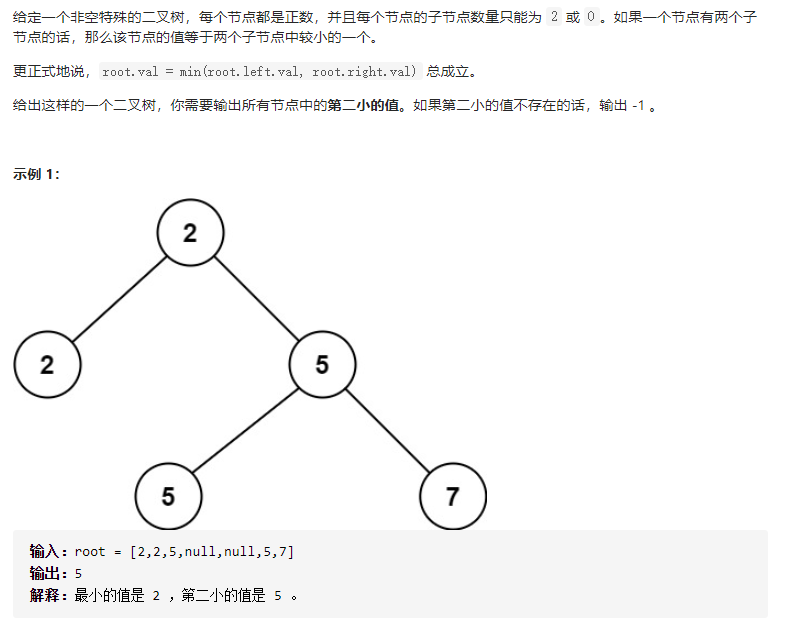 给定一个非空特殊的二叉树，每个节点都是正数，并且每个节点的子节点数量只能为 2 或 0。如果一个节点有两个子
节点的话，那么该节点的值等于两个子节点中较小的一个。
更正式地说，root.val = min(root.left.val, root.right.val) 总成立。
给出这样的一个二叉树，你需要输出所有节点中的第二小的值。如果第二小的值不存在的话，输出 -1 。
示例 1：
2
2
5
5
7
输入：root = [2,2,5,null,null,5,7]
输出：5
解释：最小的值是 2 ，第二小的值是 5 。